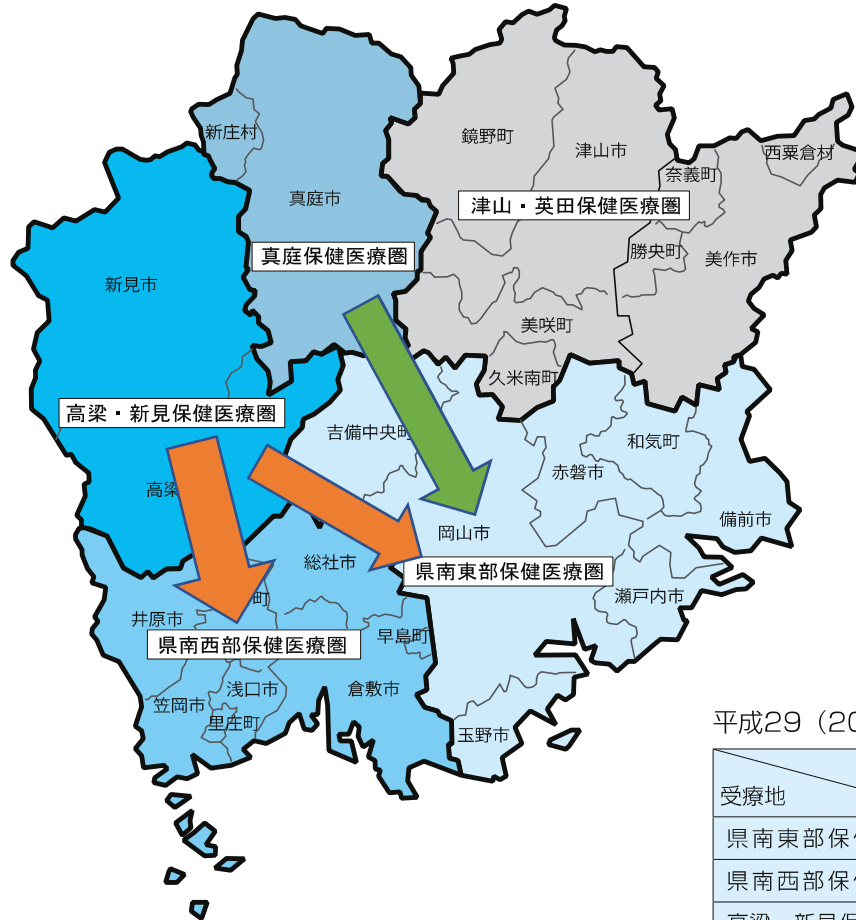 新庄村
鏡野町
津山市
西粟倉村
奈義町
真庭市
津山・英田保健医療圏
真庭保健医療圏
勝央町
美作市
新見市
美咲町
久米南町
高梁・新見保健医療圏
吉備中央町
和気町
赤磐市
高梁
備前市
岡山市
総社市
県南東部保健医療圏
瀬戸内市
町
井原市
早島町
県南西部保健医療圏
浅口市
倉敷市
笠岡市
里庄町
玉野市
平成29（20
受療地
県南東部保
県南西部保
高梁・新見保